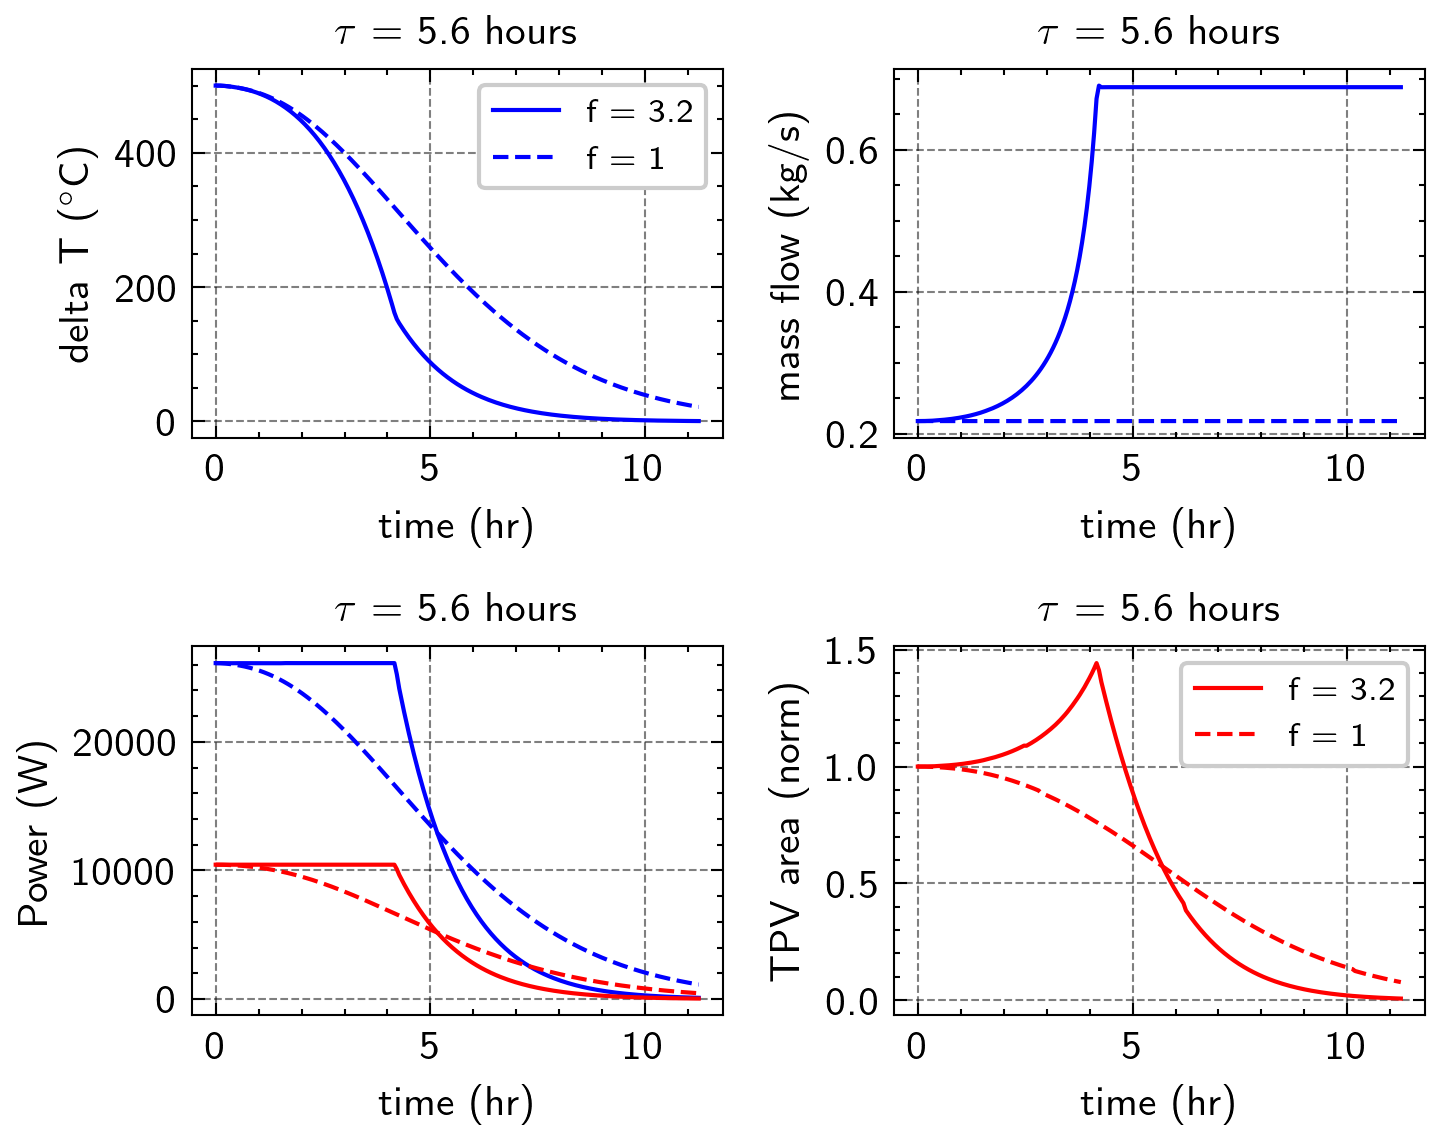 τ = 5.6 hours
delta T (°C)
400
200
0
f = 3.2
f = 1
0 5 10
time (hr)
τ = 5.6 hours
mass flow (kg/s)
0.6
0.4
0.2
0 5 10
time (hr)
τ = 5.6 hours
Power (W)
20000
10000
0
0 5 10
time (hr)
τ = 5.6 hours
TPV area (norm)
1.5
1.0
0.5
0.0
f = 3.2
f = 1
0 5 10
time (hr)